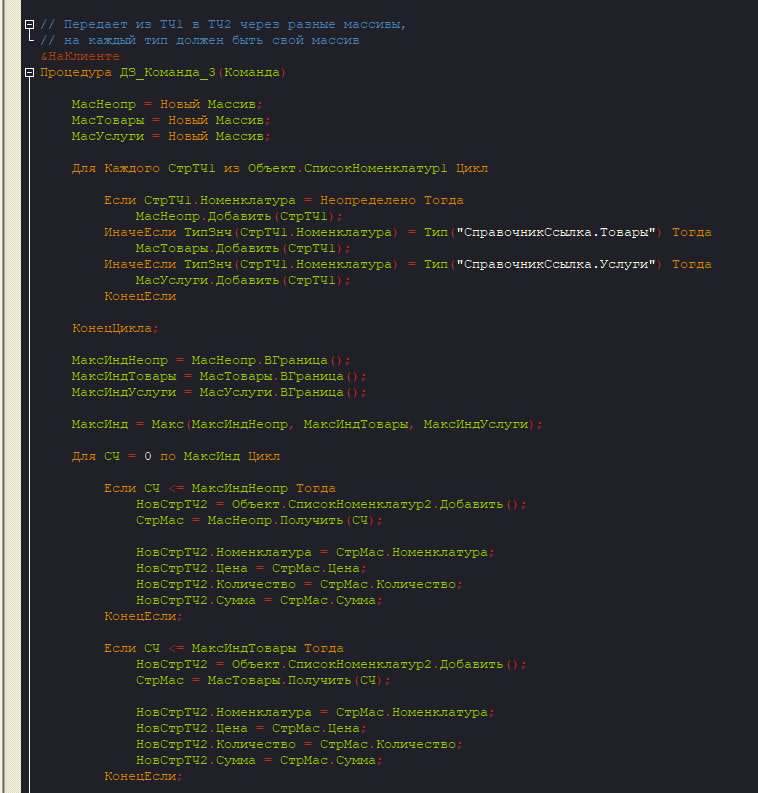 // Передает из ТЧ1 в ТЧ2 через разные массивы,
// на каждый тип должен быть свой массив
&НаКлиенте
Процедура ДЗ_Команда_3(Команда)
МасНеопр = Новый Массив;
МасТовары = Новый Массив;
МасУслуги = Новый Массив;
Для Каждого СтрТЧ1 из Объект.СписокНоменклатур1 Цикл
Если СтрТЧ1.Номенклатура = Неопределено Тогда
МасНеопр.Добавить(СтрТЧ1);
ИначеЕсли ТипЗнч(СтрТЧ1.Номенклатура) = Тип("СправочникСсылка.Товары") Тогда
МасТовары.Добавить(СтрТЧ1);
ИначеЕсли ТипЗнч(СтрТЧ1.Номенклатура) = Тип("СправочникСсылка.Услуги") Тогда
МасУслуги.Добавить(СтрТЧ1);
КонецЕсли
КонецЦикла;
МаксИндНеопр = МасНеопр.ВГраница();
МаксИндТовары = МасТовары.ВГраница();
МаксИндУслуги = МасУслуги.ВГраница();
МаксИнд = Макс(МаксИндНеопр, МаксИндТовары, МаксИндУслуги);
Для СЧ = 0 по МаксИнд Цикл
Если СЧ <= МаксИндНеопр Тогда
НовСтрТЧ2 = Объект.СписокНоменклатур2.Добавить();
СтрМас = МасНеопр.Получить(СЧ);
НовСтрТЧ2.Номенклатура = СтрМас.Номенклатура;
НовСтрТЧ2.Цена = СтрМас.Цена;
НовСтрТЧ2.Количество = СтрМас.Количество;
НовСтрТЧ2.Сумма = СтрМас.Сумма;
КонецЕсли;
Если СЧ <= МаксИндТовары Тогда
НовСтрТЧ2 = Объект.СписокНоменклатур2.Добавить();
СтрМас = МасТовары.Получить(СЧ);
НовСтрТЧ2.Номенклатура = СтрМас.Номенклатура;
НовСтрТЧ2.Цена = СтрМас.Цена;
НовСтрТЧ2.Количество = СтрМас.Количество;
НовСтрТЧ2.Сумма = СтрМас.Сумма;
КонецЕсли;